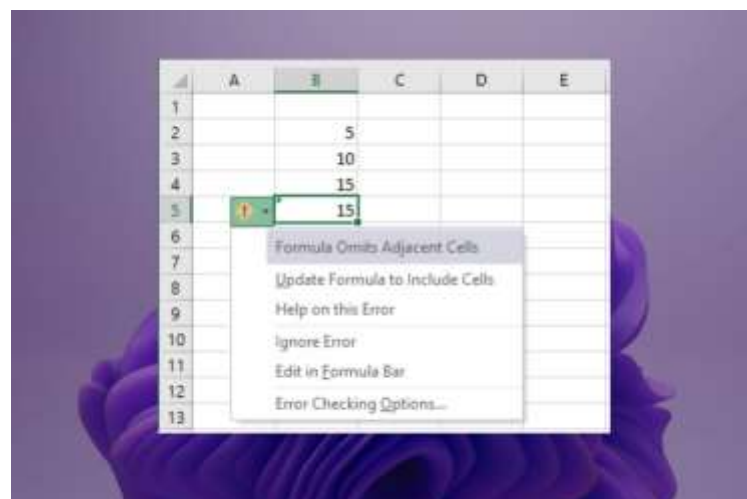 A B C D E
1
2 5
3 10
4 15
5 ! 15
6
7
8
9
10
11
12
13
Formula Omits Adjacent Cells
Update Formula to Include Cells
Help on this Error
Ignore Error
Edit in Formula Bar
Error Checking Options...